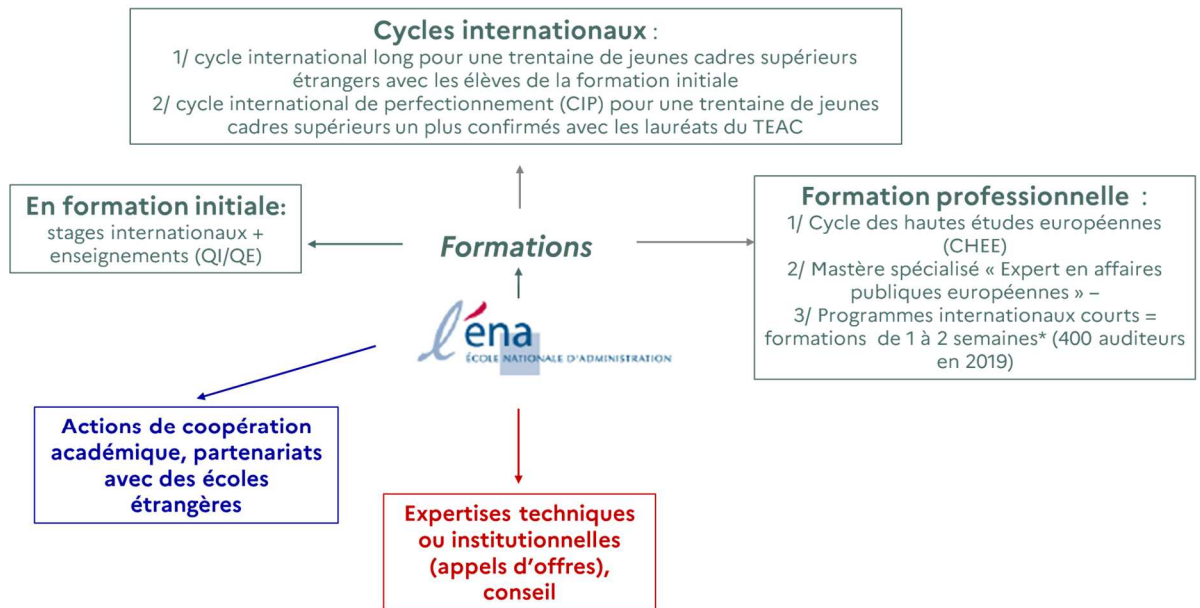 Cycles internationaux :
1/ cycle international long pour une trentaine de jeunes cadres supérieurs
étrangers avec les élèves de la formation initiale
2/ cycle international de perfectionnement (CIP) pour une trentaine de jeunes
cadres supérieurs un plus confirmés avec les lauréats du TEAC
En formation initiale:
stages internationaux +
enseignements (QI/QE)
Formations
Formation professionnelle :
1/ Cycle des hautes études européennes
(CHEE)
2/ Mastère spécialisé « Expert en affaires
publiques européennes » –
3/ Programmes internationaux courts =
formations de 1 à 2 semaines* (400 auditeurs
en 2019)
l'éna
ÉCOLE NATIONALE D'ADMINISTRATION
Actions de coopération
académique, partenariats
avec des écoles
étrangères
Expertises techniques
ou institutionnelles
(appels d’offres),
conseil